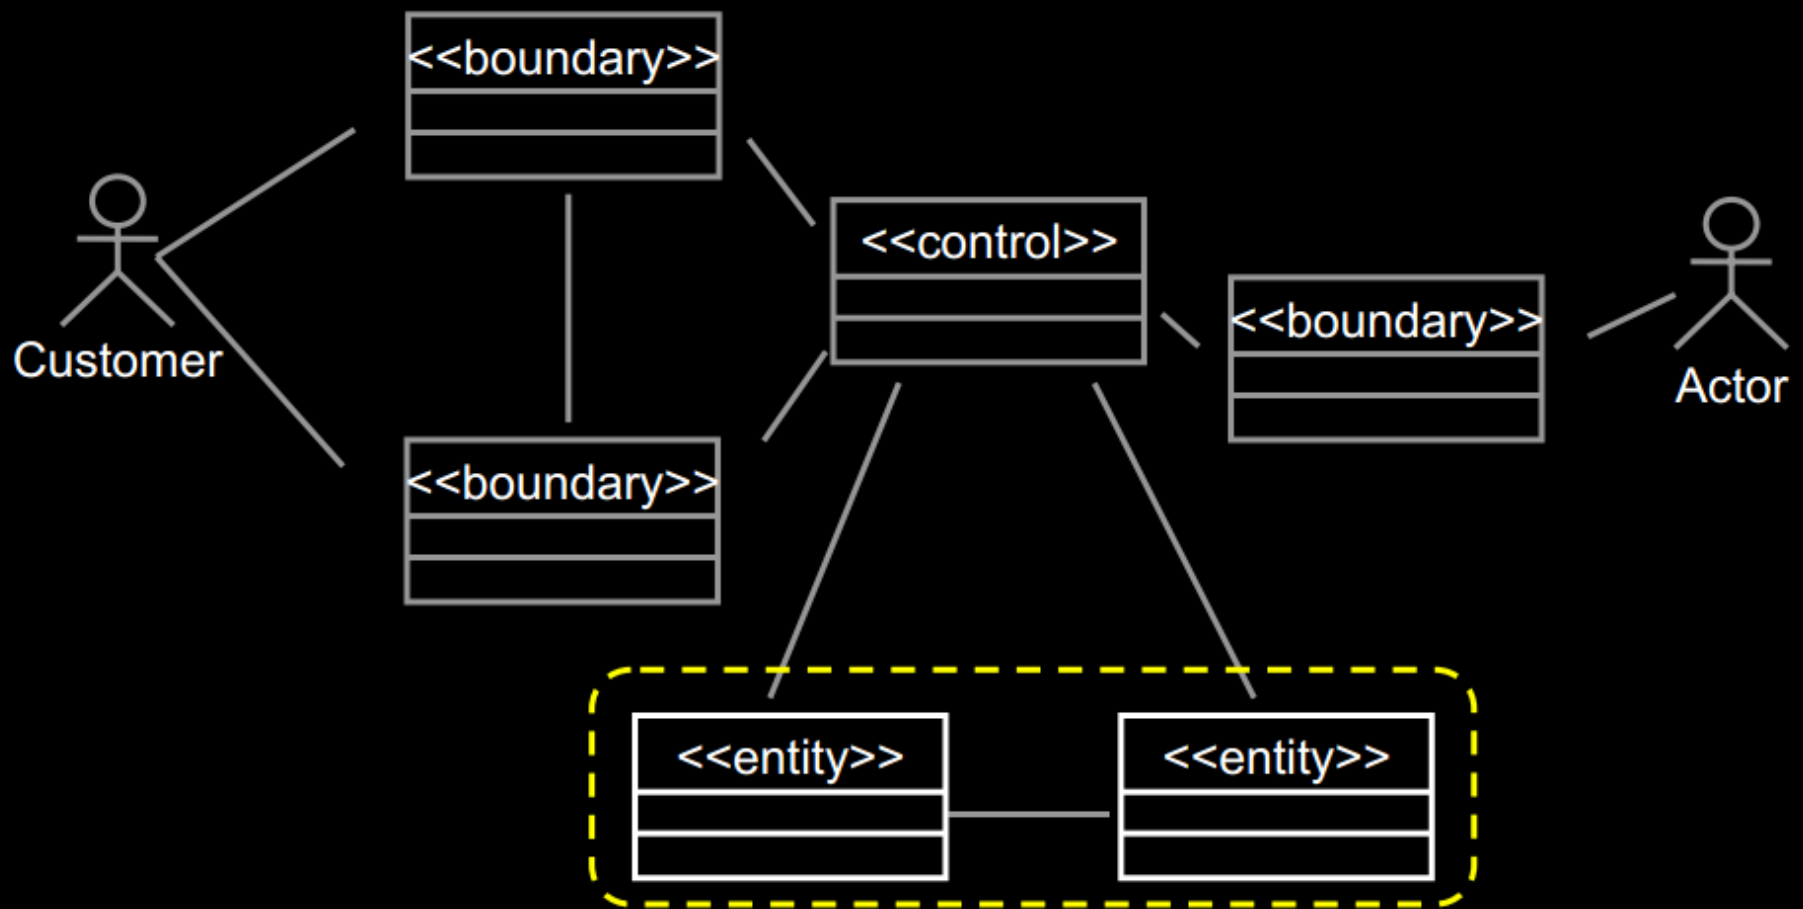 <<boundary>>
<<control>>
<<boundary>>
Customer
Actor
<<boundary>>
<<entity>>
<<entity>>